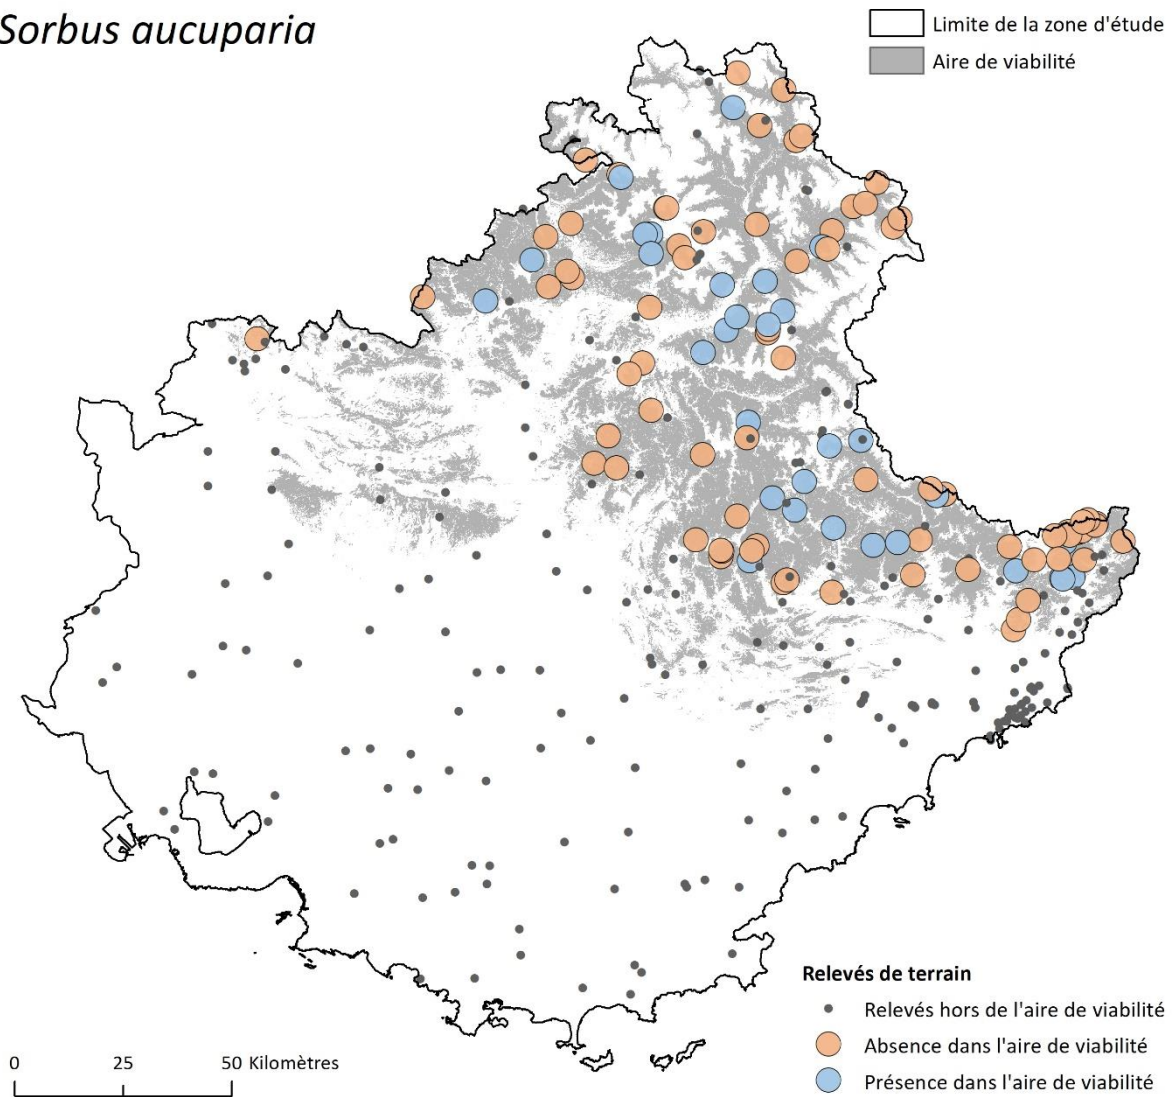 Sorbus aucuparia
Limite de la zone d'étude
Aire de viabilité
Relevés de terrain
Relevés hors de l'aire de viabilité
Absence dans l'aire de viabilité
Présence dans l'aire de viabilité
0 25 50 Kilomètres